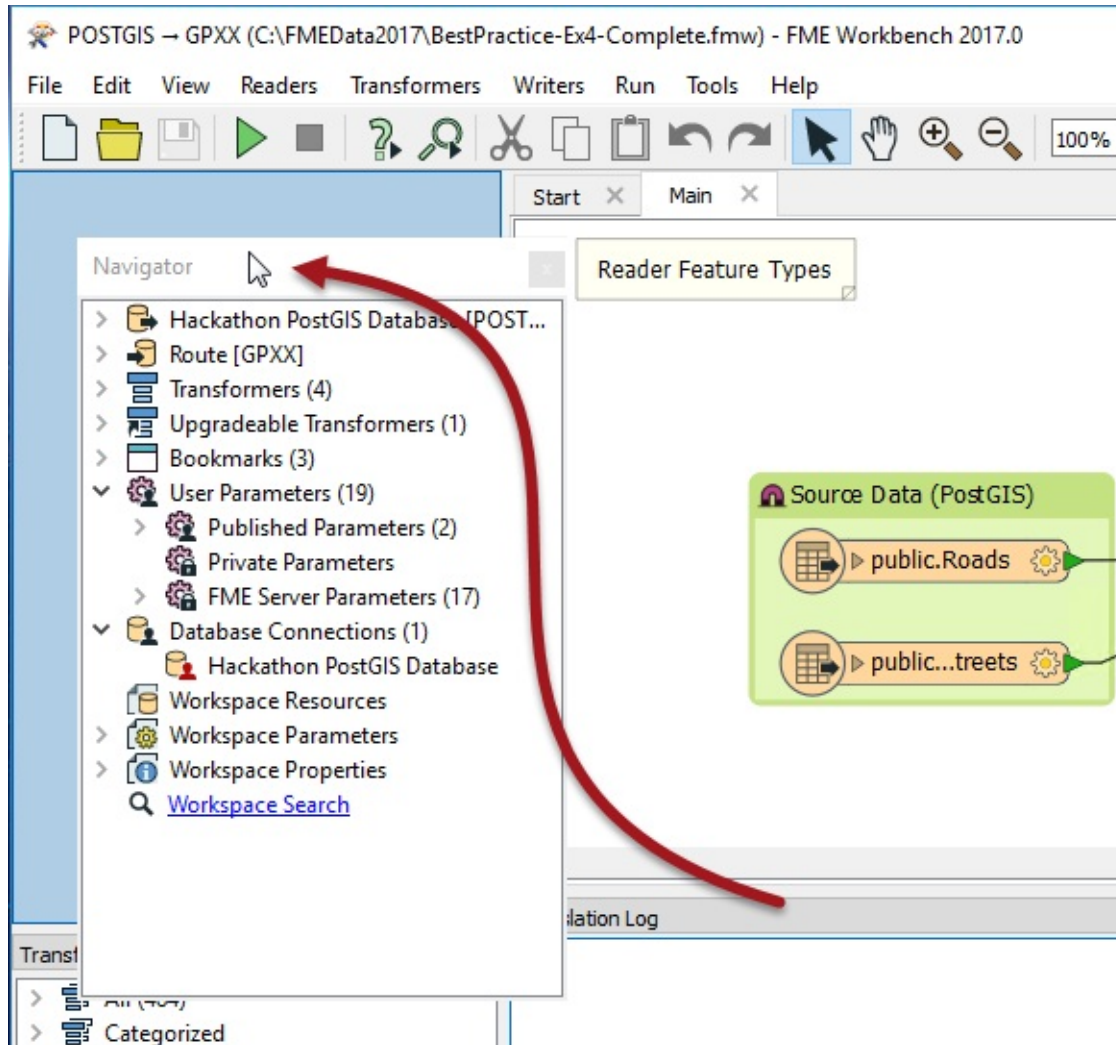 POSTGIS → GPXX (C:\FMEData2017\BestPractice-Ex4-Complete.fmw) - FME Workbench 2017.0
File Edit View Readers Transformers Writers Run Tools Help
100%
Start Main
Navigator
Reader Feature Types
Hackathon PostGIS Database [POST...
Route [GPXX]
Transformers (4)
Upgradeable Transformers (1)
Bookmarks (3)
User Parameters (19)
Published Parameters (2)
Private Parameters
FME Server Parameters (17)
Database Connections (1)
Hackathon PostGIS Database
Workspace Resources
Workspace Parameters
Workspace Properties
Workspace Search
Source Data (PostGIS)
public.Roads
public...treets
slation Log
Transf
Categorized